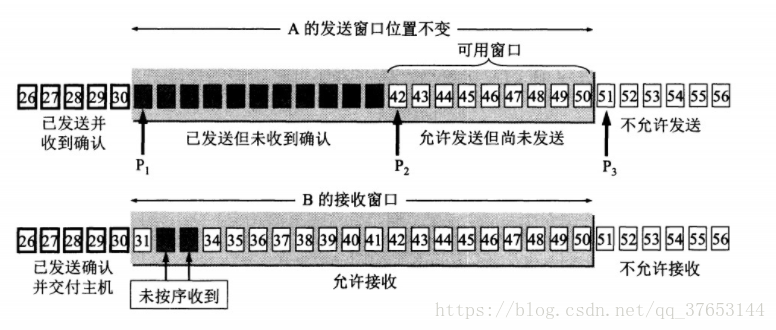 A 的发送窗口位置不变
可用窗口
26 27 28 29 30 42 43 44 45 46 47 48 49 50 51 52 53 54 55 56
已发送并
收到确认
已发送但未收到确认
允许发送但尚未发送
不允许发送
P1
P2
P3
B 的接收窗口
26 27 28 29 30 31 34 35 36 37 38 39 40 41 42 43 44 45 46 47 48 49 50 51 52 53 54 55 56
已发送确认
并交付主机
未按序收到
允许接收
不允许接收
https://blog.csdn.net/qq_37653144